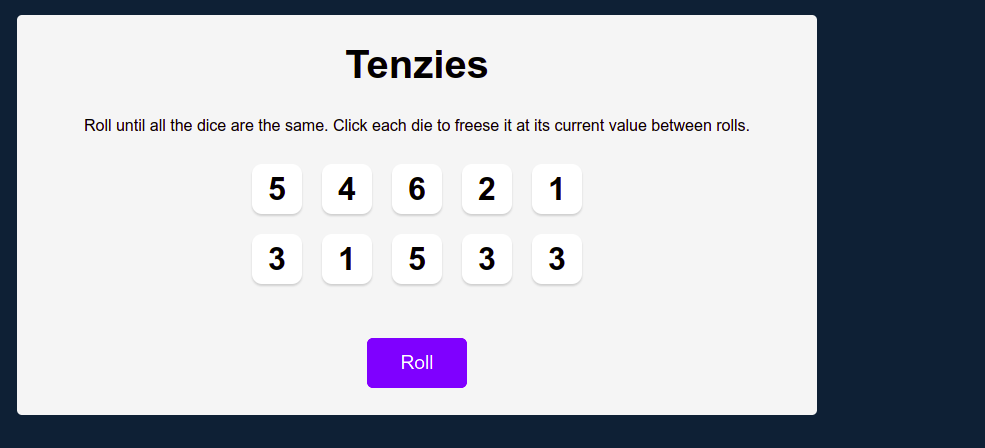 Tenzies
Roll until all the dice are the same. Click each die to freese it at its current value between rolls.
5 4 6 2 1
3 1 5 3 3
Roll